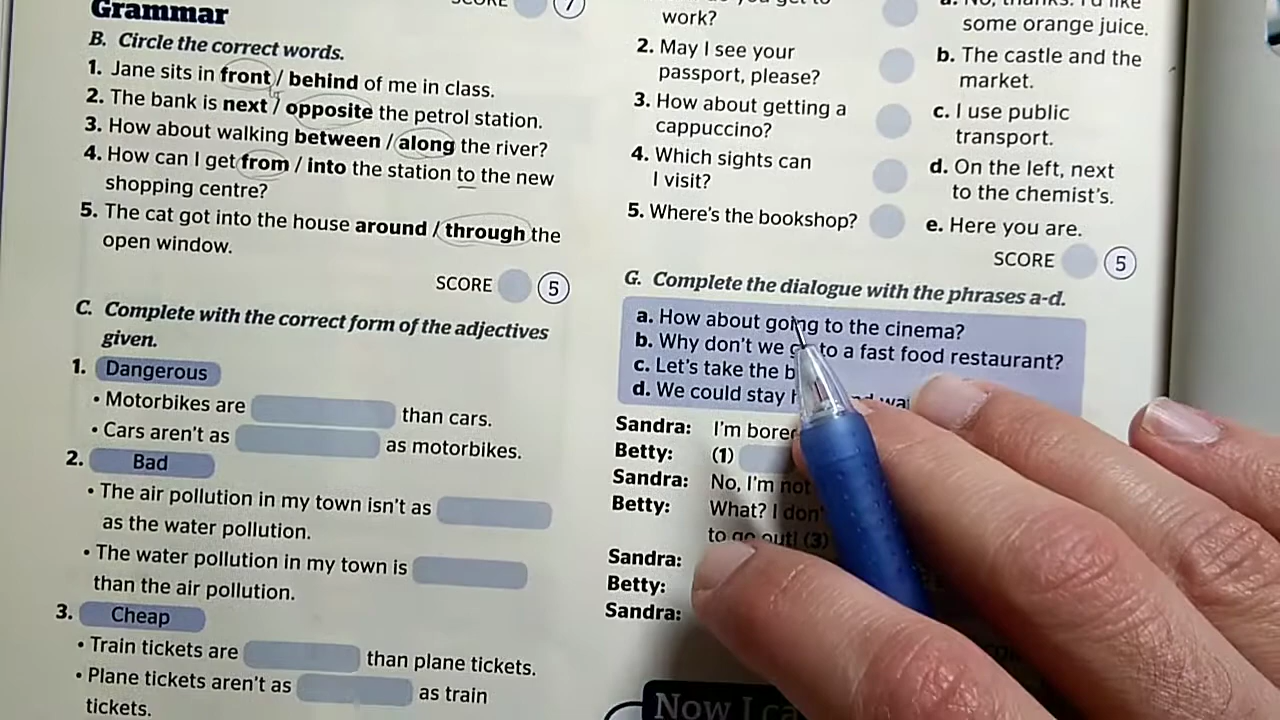 Grammar
SCORE 7
B. Circle the correct words.
1. Jane sits in front / behind of me in class.
2. The bank is next / opposite the petrol station.
3. How about walking between / along the river?
4. How can I get from / into the station to the new
shopping centre?
5. The cat got into the house around / through the
open window.
SCORE 5
C. Complete with the correct form of the adjectives
given.
1. Dangerous
• Motorbikes are than cars.
• Cars aren't as as motorbikes.
2. Bad
• The air pollution in my town isn't as
as the water pollution.
• The water pollution in my town is
than the air pollution.
3. Cheap
• Train tickets are than plane tickets.
• Plane tickets aren't as as train
tickets.
work?
2. May I see your
passport, please?
3. How about getting a
cappuccino?
4. Which sights can
I visit?
5. Where's the bookshop?
a. No, thanks. I'd like
some orange juice.
b. The castle and the
market.
c. I use public
transport.
d. On the left, next
to the chemist's.
e. Here you are.
SCORE 5
G. Complete the dialogue with the phrases a-d.
a. How about going to the cinema?
b. Why don't we to a fast food restaurant?
c. Let's take the
d. We could stay
Sandra: I'm
Betty: (1)
Sandra: No, I'm not
Betty: What? I
to go out! (3)
Sandra:
Betty:
Sandra:
Now I